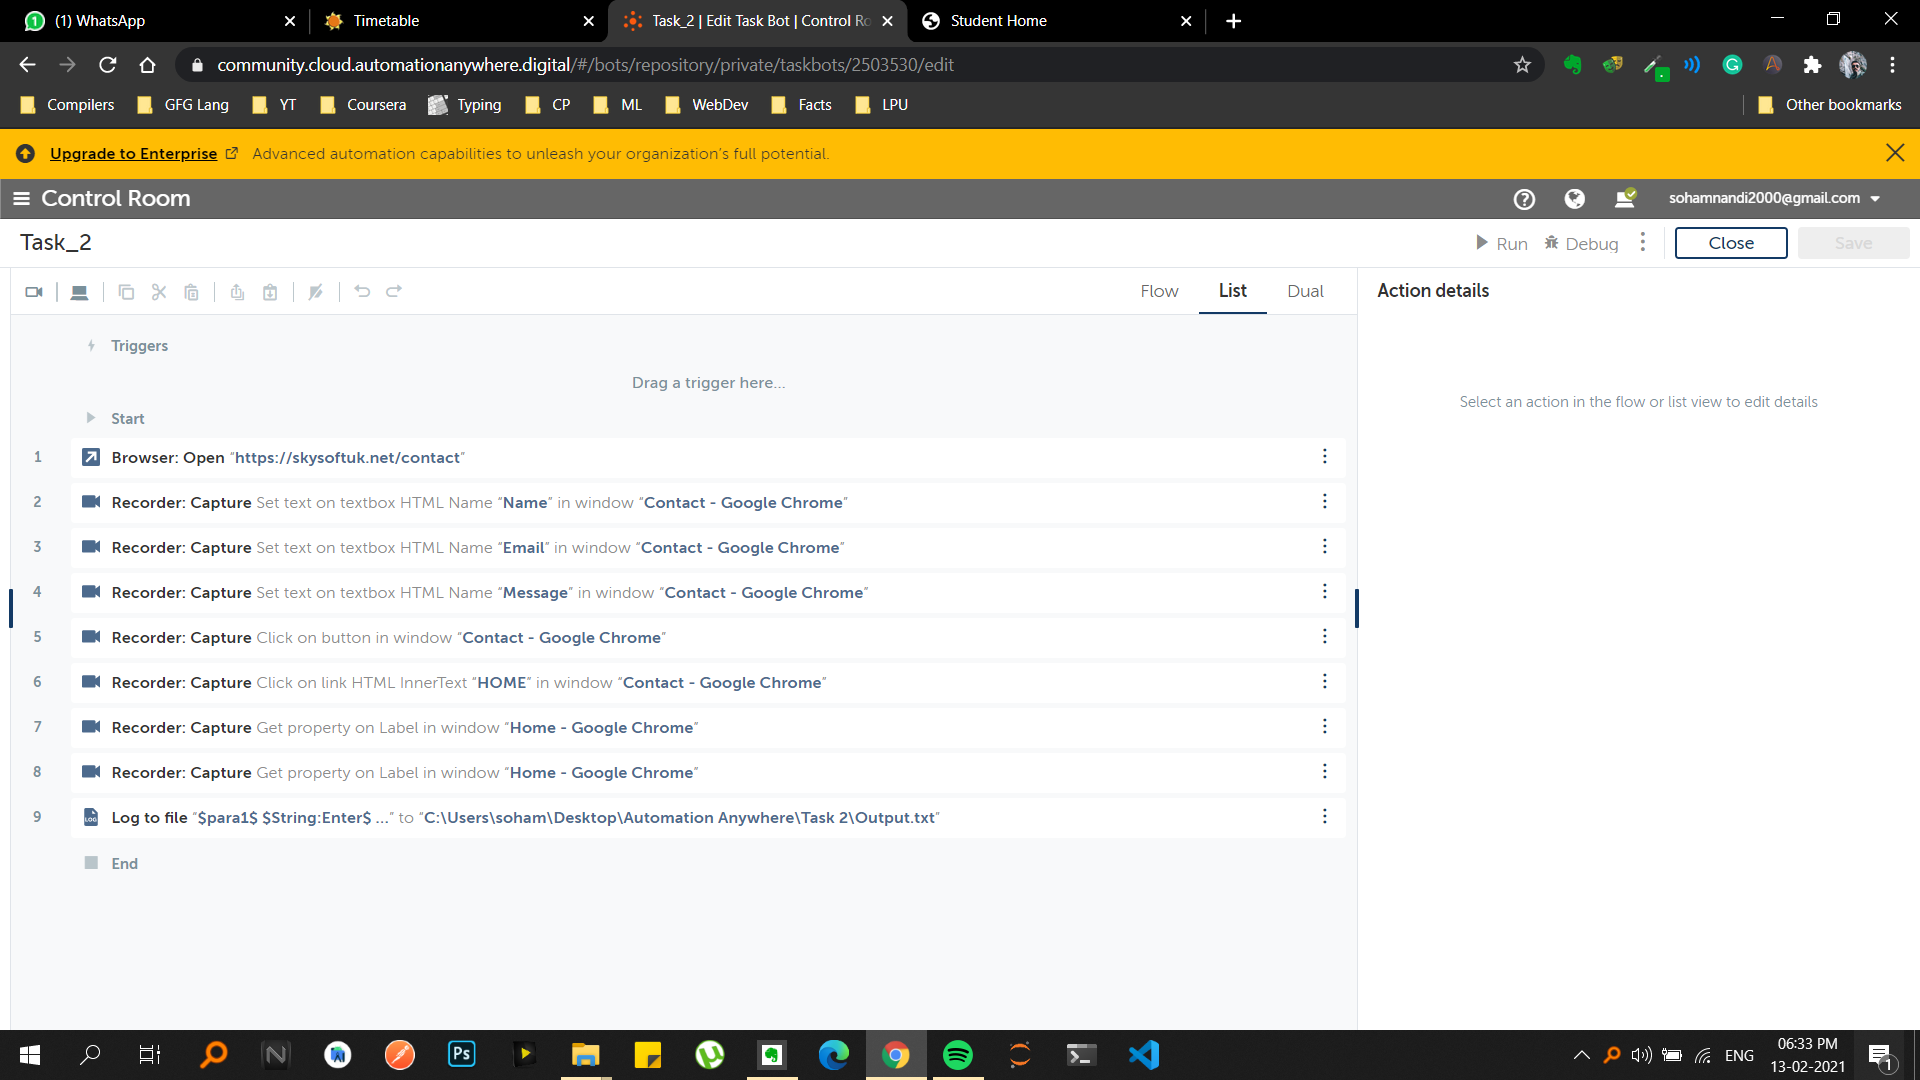 (1) WhatsApp
Timetable
Task_2 | Edit Task Bot | Control Ro
Student Home
community.cloud.automationanywhere.digital/#/bots/repository/private/taskbots/2503530/edit
Compilers
GFG Lang
YT
Coursera
Typing
CP
ML
WebDev
Facts
LPU
Other bookmarks
Upgrade to Enterprise
Advanced automation capabilities to unleash your organization's full potential.
Control Room
sohamnandi2000@gmail.com
Task_2
Run
Debug
Close
Save
Flow
List
Dual
Action details
Triggers
Drag a trigger here...
Select an action in the flow or list view to edit details
Start
1 Browser: Open “https://skysoftuk.net/contact”
2 Recorder: Capture Set text on textbox HTML Name “Name” in window “Contact - Google Chrome”
3 Recorder: Capture Set text on textbox HTML Name “Email” in window “Contact - Google Chrome”
4 Recorder: Capture Set text on textbox HTML Name “Message” in window “Contact - Google Chrome”
5 Recorder: Capture Click on button in window “Contact - Google Chrome”
6 Recorder: Capture Click on link HTML InnerText “HOME” in window “Contact - Google Chrome”
7 Recorder: Capture Get property on Label in window “Home - Google Chrome”
8 Recorder: Capture Get property on Label in window “Home - Google Chrome”
9 LOG Log to file “$para1$ $String:Enter$ ...” to “C:\Users\soham\Desktop\Automation Anywhere\Task 2\Output.txt”
End
Ps
ENG
06:33 PM
13-02-2021
1